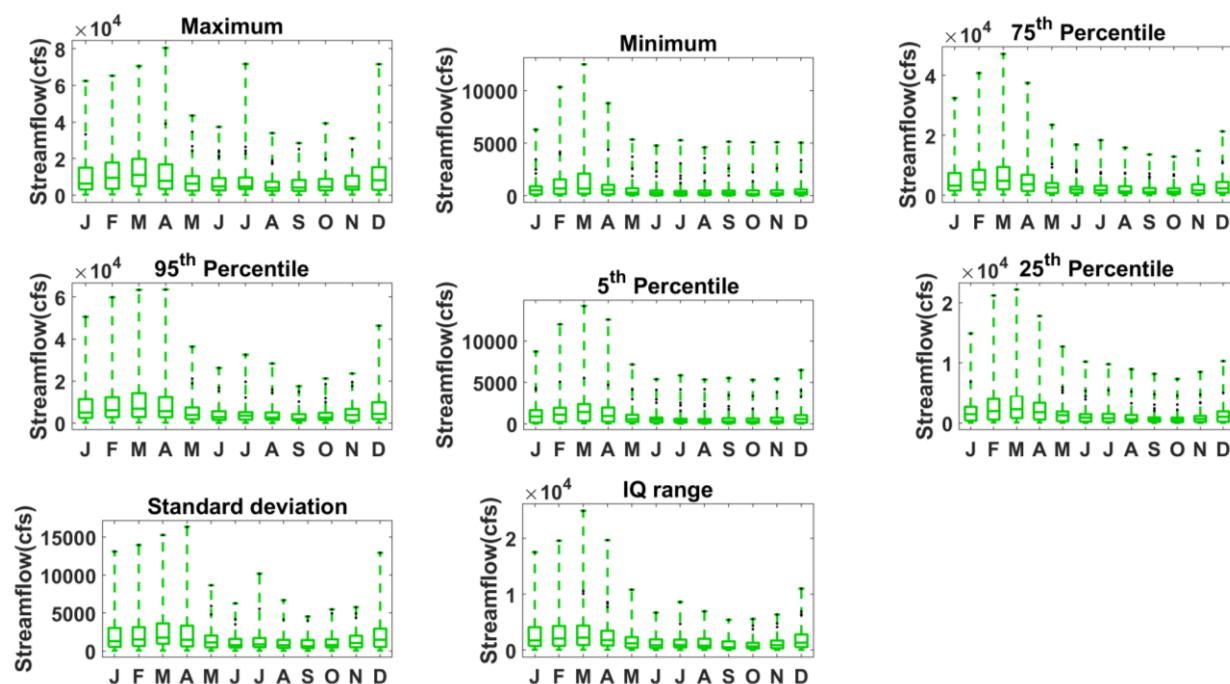 Maximum
×10⁴
Streamflow(cfs)
8
6
4
2
0
J F M A M J J A S O N D
Minimum
Streamflow(cfs)
10000
5000
0
J F M A M J J A S O N D
75th Percentile
×10⁴
Streamflow(cfs)
4
2
0
J F M A M J J A S O N D
95th Percentile
×10⁴
Streamflow(cfs)
6
4
2
0
J F M A M J J A S O N D
5th Percentile
Streamflow(cfs)
10000
5000
0
J F M A M J J A S O N D
25th Percentile
×10⁴
Streamflow(cfs)
2
1
0
J F M A M J J A S O N D
Standard deviation
Streamflow(cfs)
15000
10000
5000
0
J F M A M J J A S O N D
IQ range
×10⁴
Streamflow(cfs)
2
1
0
J F M A M J J A S O N D